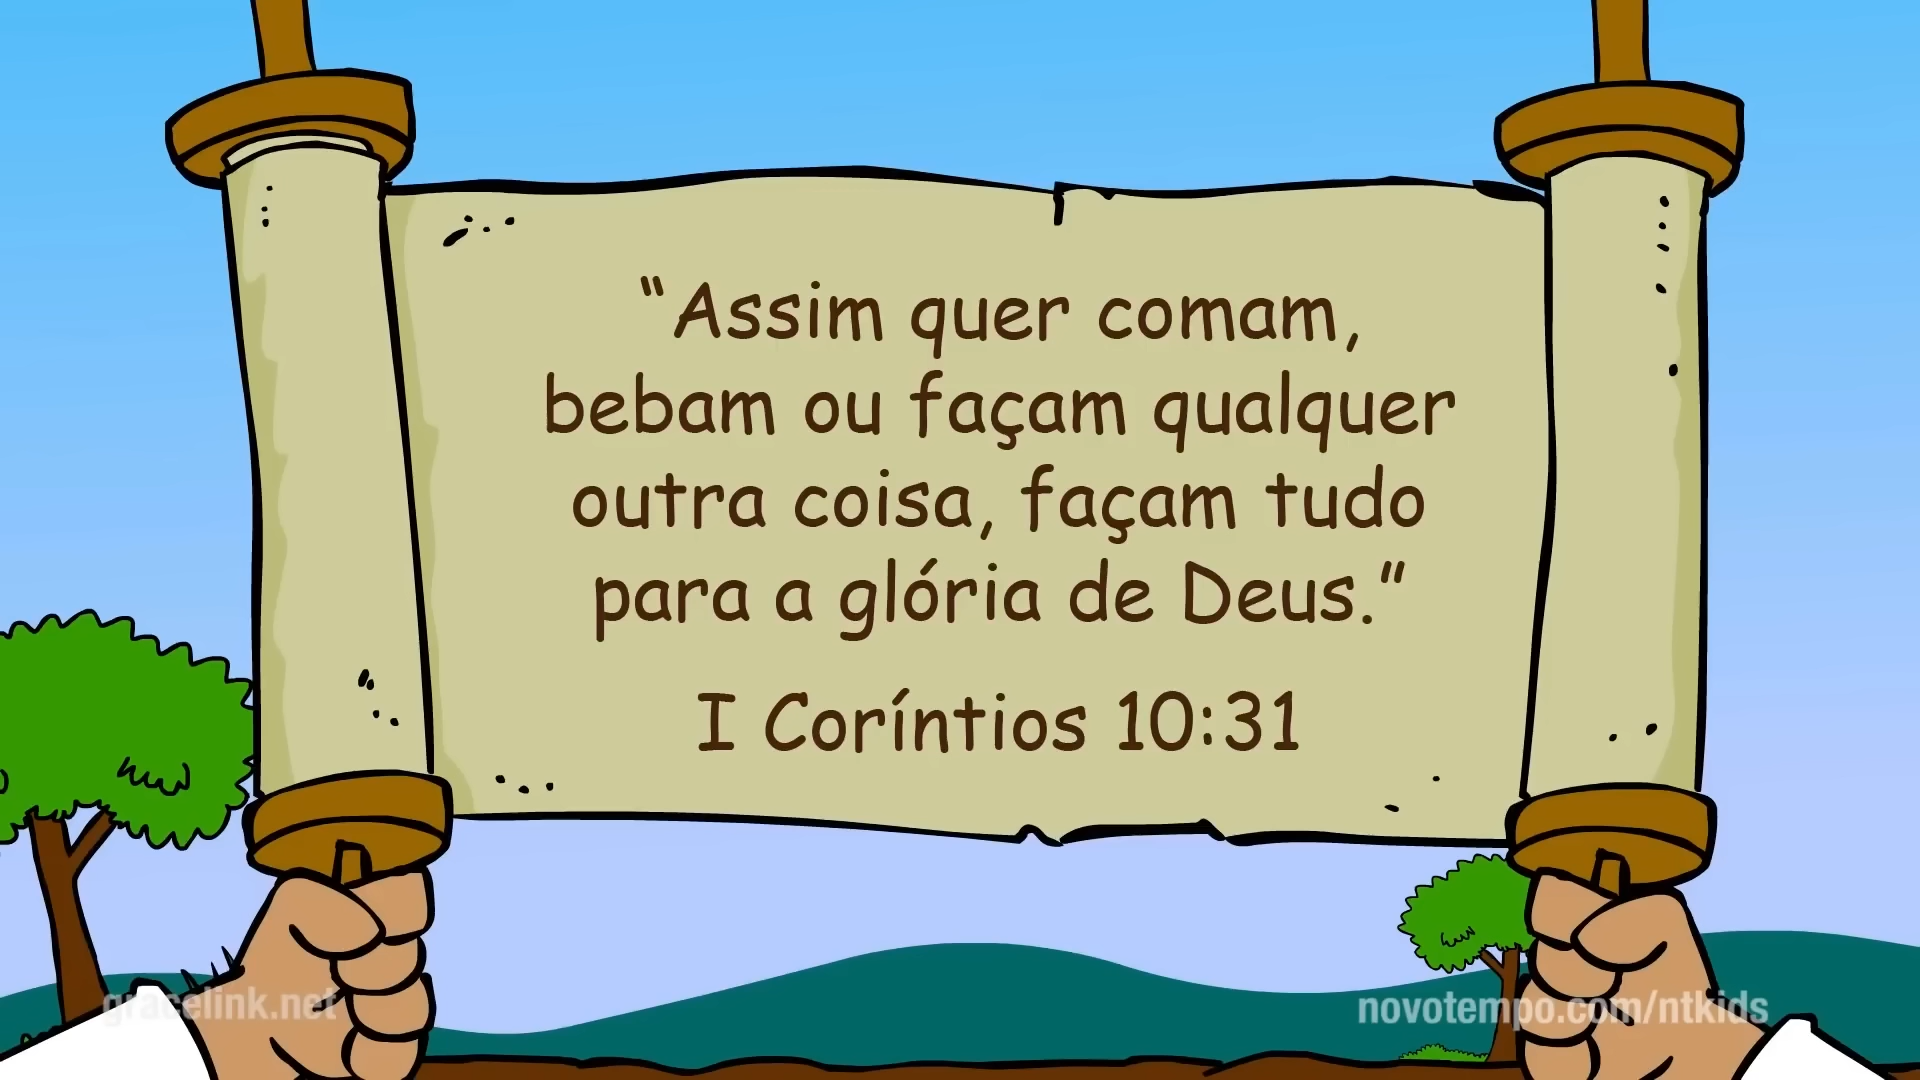 “Assim quer comam,
bebam ou façam qualquer
outra coisa, façam tudo
para a glória de Deus.”
I Coríntios 10:31
gracelink.net
novotempo.com/ntkids